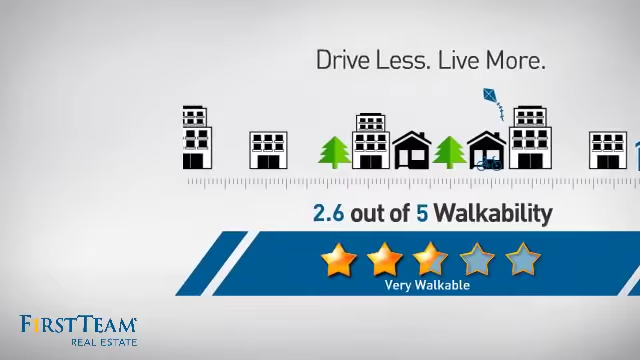 Drive Less. Live More.
2.6 out of 5 Walkability
Very Walkable
FIRSTTEAM®
REAL ESTATE